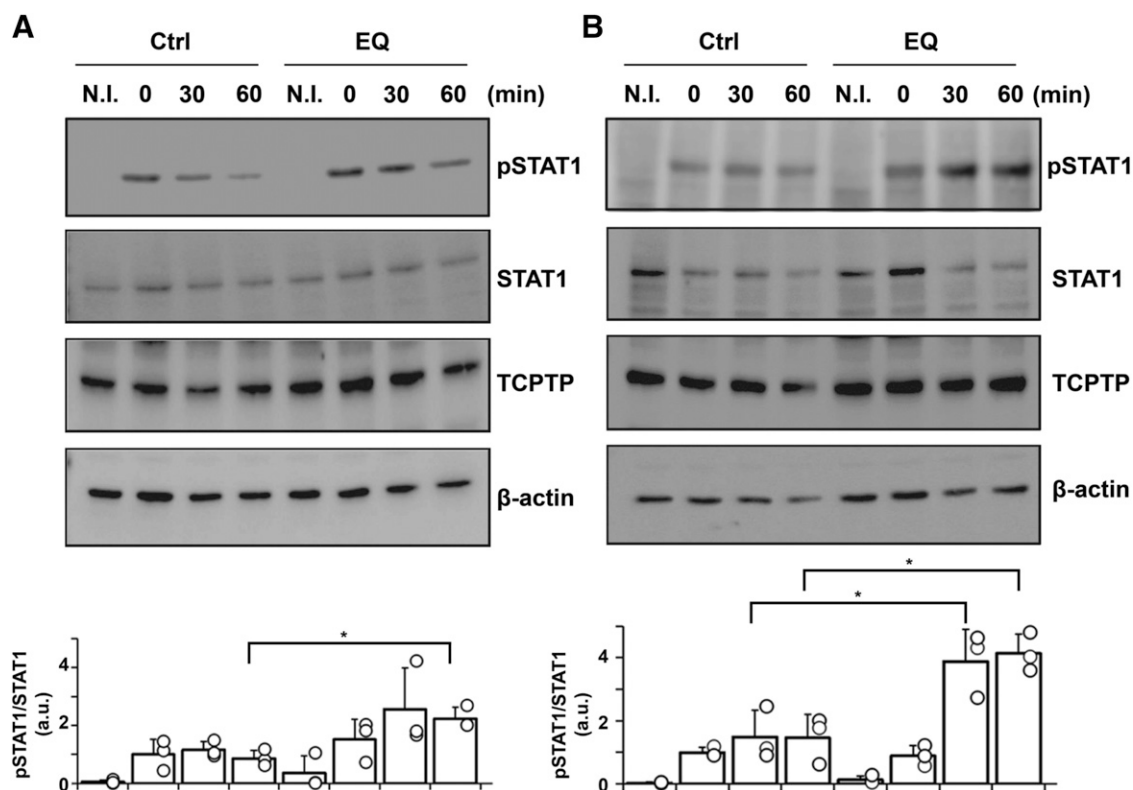 A
Ctrl EQ
N.I. 0 30 60 N.I. 0 30 60 (min)
pSTAT1
STAT1
TCPTP
β-actin
*
pSTAT1/STAT1
(a.u.)
4
2
0
B
Ctrl EQ
N.I. 0 30 60 N.I. 0 30 60 (min)
pSTAT1
STAT1
TCPTP
β-actin
*
*
pSTAT1/STAT1
(a.u.)
4
2
0